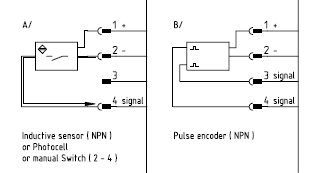 A/
1 +
2 -
3
4 signal
Inductive sensor ( NPN )
or Photocell
or manual Switch ( 2 - 4 )
B/
1 +
2 -
3 signal
4 signal
Pulse encoder ( NPN )